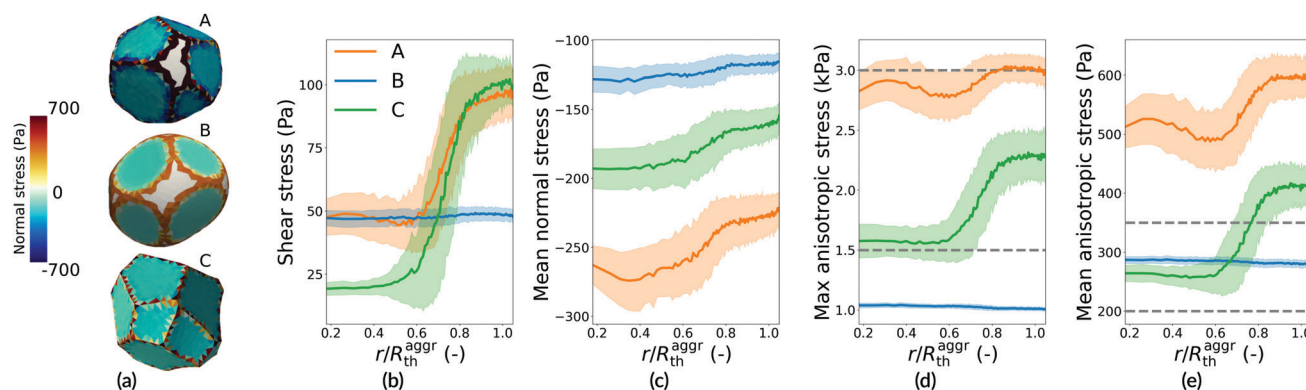 A
Normal stress (Pa)
700
0
-700
B
C
(a)
Shear stress (Pa)
100
75
50
25
A
B
C
0.2 0.4 0.6 0.8 1.0
r/R_th^aggr (-)
(b)
Mean normal stress (Pa)
−100
−150
−200
−250
−300
0.2 0.4 0.6 0.8 1.0
r/R_th^aggr (-)
(c)
Max anisotropic stress (kPa)
3.0
2.5
2.0
1.5
1.0
0.2 0.4 0.6 0.8 1.0
r/R_th^aggr (-)
(d)
Mean anisotropic stress (Pa)
600
500
400
300
200
0.2 0.4 0.6 0.8 1.0
r/R_th^aggr (-)
(e)